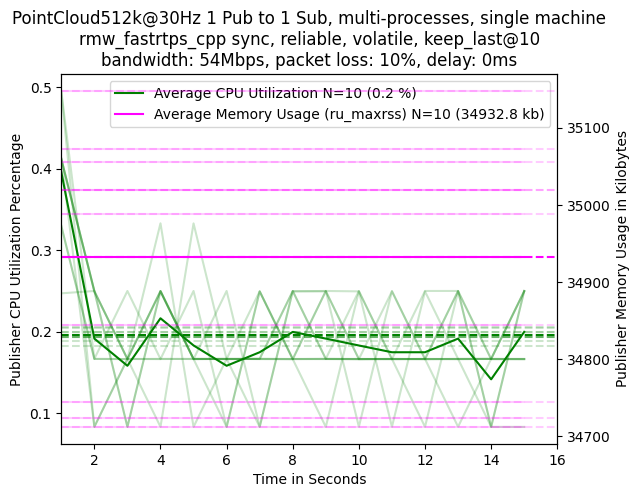 PointCloud512k@30Hz 1 Pub to 1 Sub, multi-processes, single machine
rmw_fastrtps_cpp sync, reliable, volatile, keep_last@10
bandwidth: 54Mbps, packet loss: 10%, delay: 0ms
Average CPU Utilization N=10 (0.2 %)
Average Memory Usage (ru_maxrss) N=10 (34932.8 kb)
Publisher CPU Utilization Percentage
0.5
0.4
0.3
0.2
0.1
35100
35000
34900
34800
34700
Publisher Memory Usage in Kilobytes
2
4
6
8
10
12
14
16
Time in Seconds